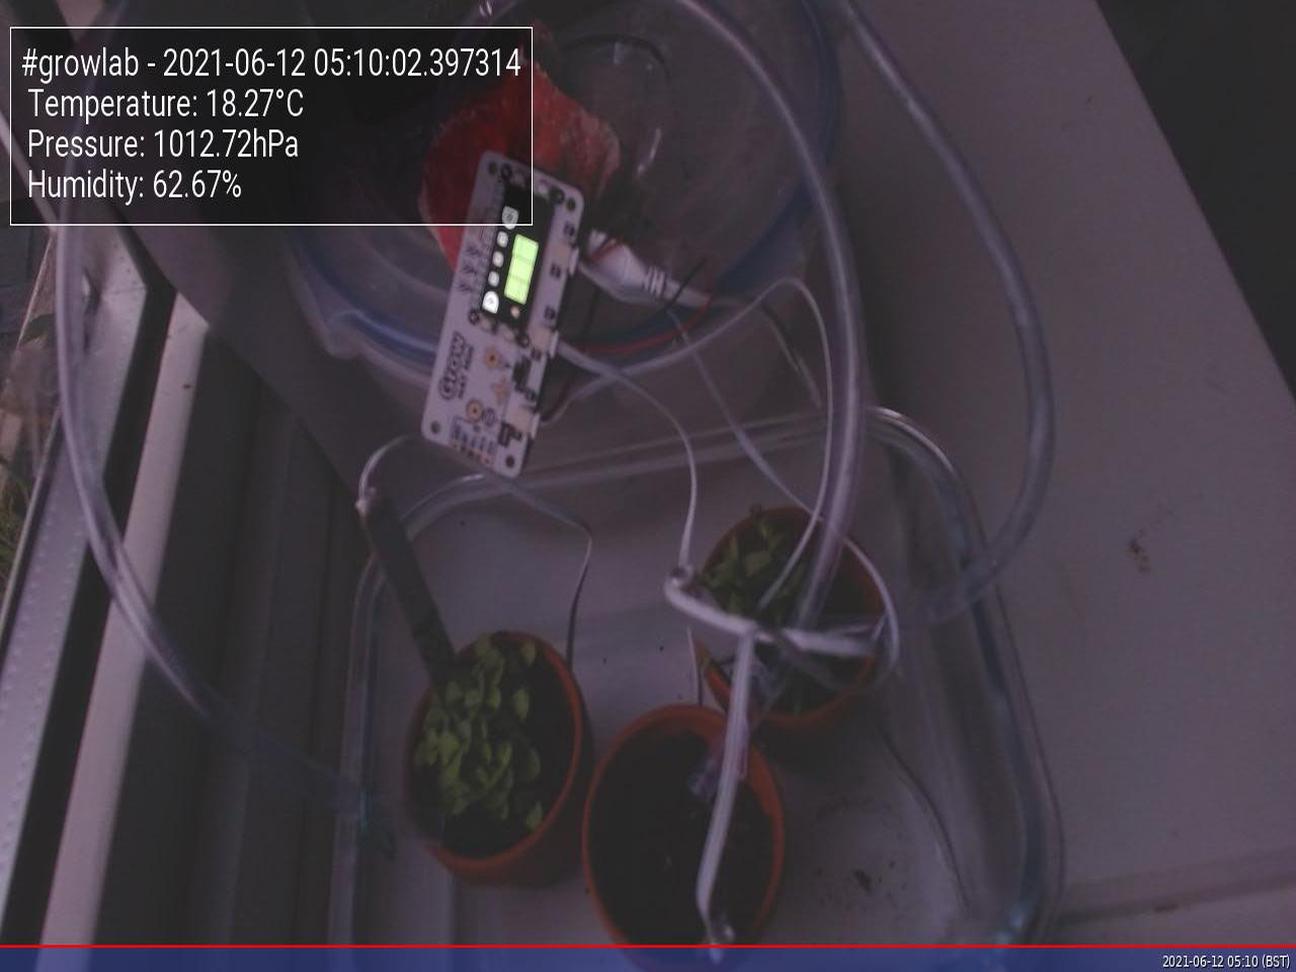 #growlab - 2021-06-12 05:10:02.397314
Temperature: 18.27°C
Pressure: 1012.72hPa
Humidity: 62.67%
Grow
2021-06-12 05:10 (BST)